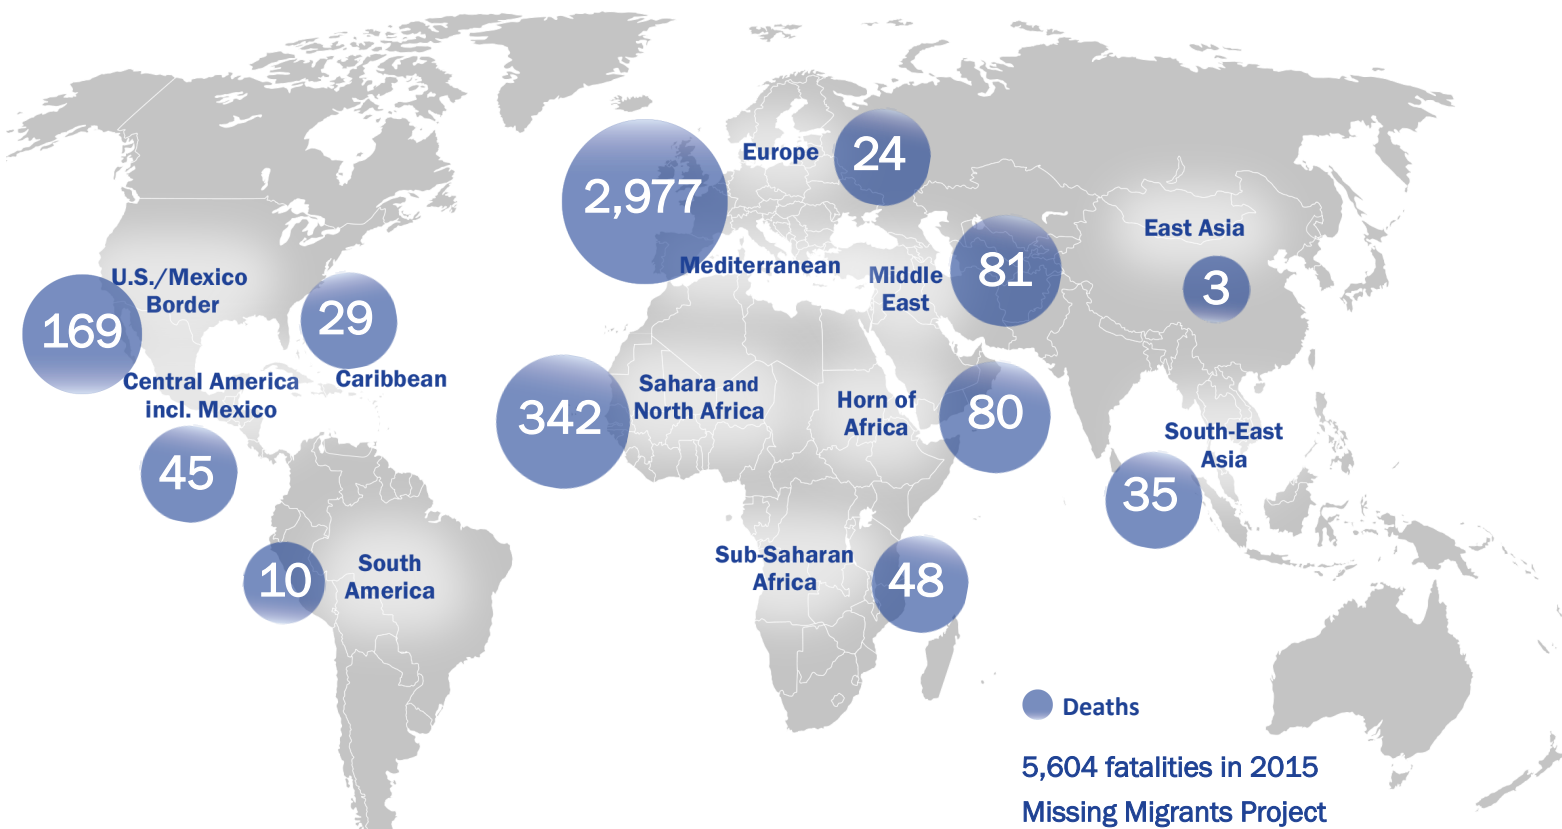 Europe
24
2,977
East Asia
Mediterranean
U.S./Mexico
Border
Middle
East
81
3
169
29
Central America
incl. Mexico
Caribbean
Sahara and
North Africa
342
Horn of
Africa
80
South-East
Asia
45
35
Sub-Saharan
Africa
48
10
South
America
Deaths
5,604 fatalities in 2015
Missing Migrants Project